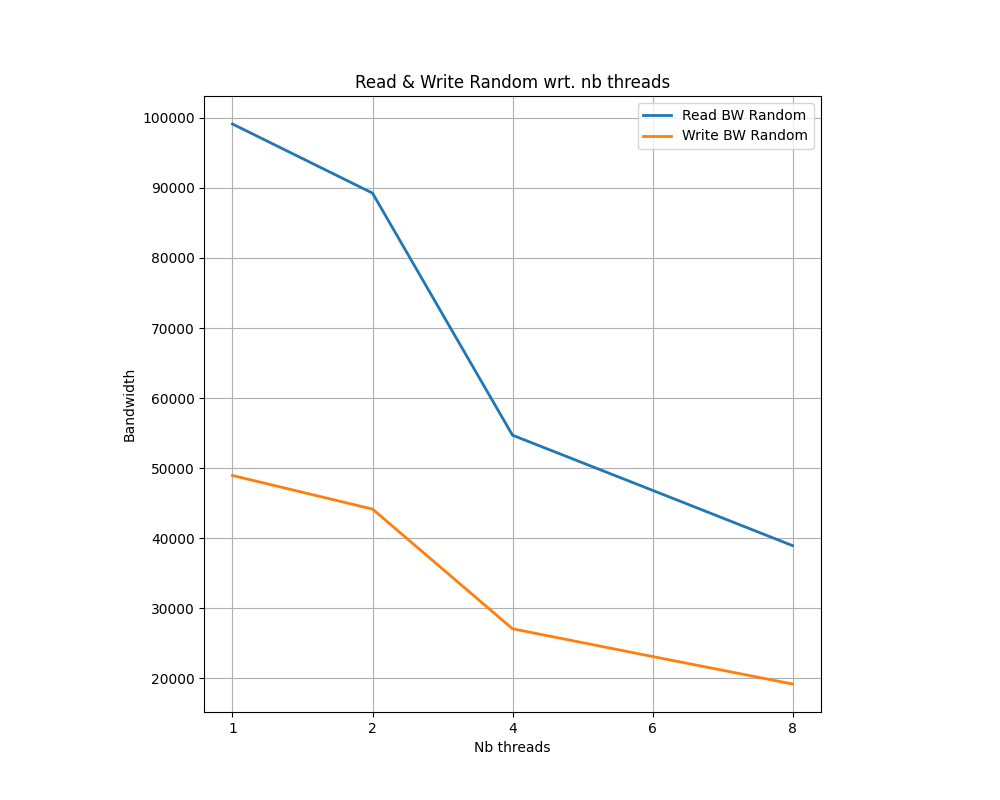 Read & Write Random wrt. nb threads
Read BW Random
Write BW Random
100000
90000
80000
70000
60000
50000
40000
30000
20000
Bandwidth
1 2 4 6 8
Nb threads